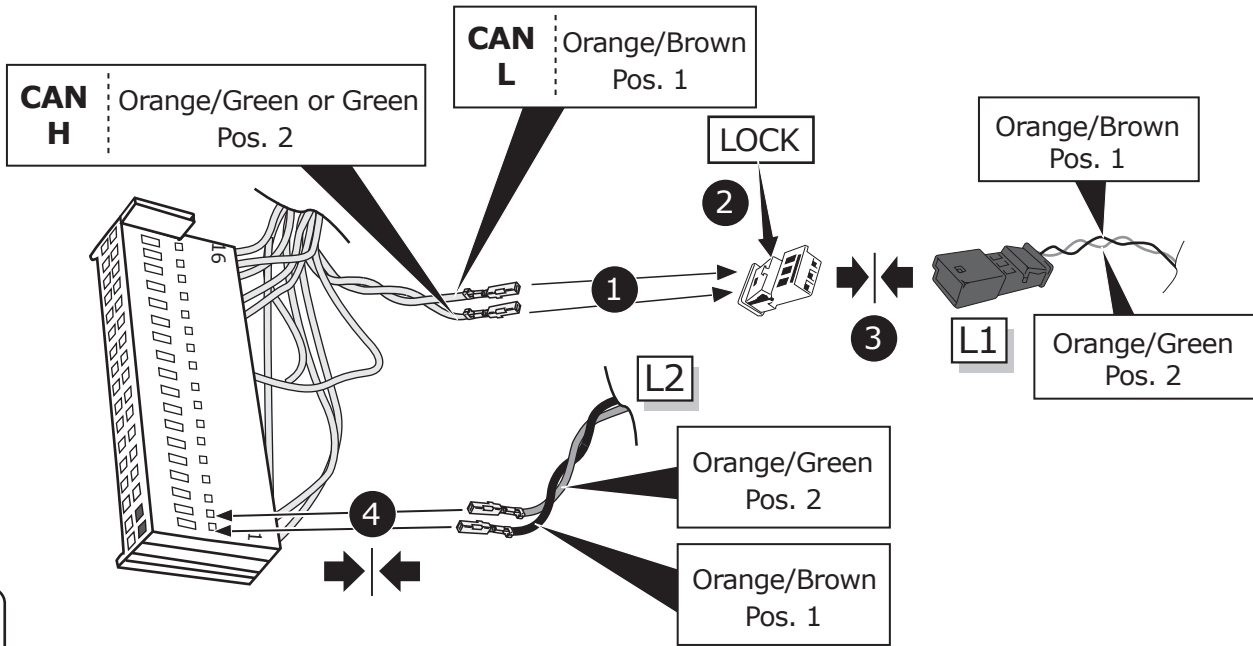 CAN H
Orange/Green or Green
Pos. 2
CAN L
Orange/Brown
Pos. 1
LOCK
2
Orange/Brown
Pos. 1
16
1
3
L1
Orange/Green
Pos. 2
L2
Orange/Green
Pos. 2
4
1
Orange/Brown
Pos. 1